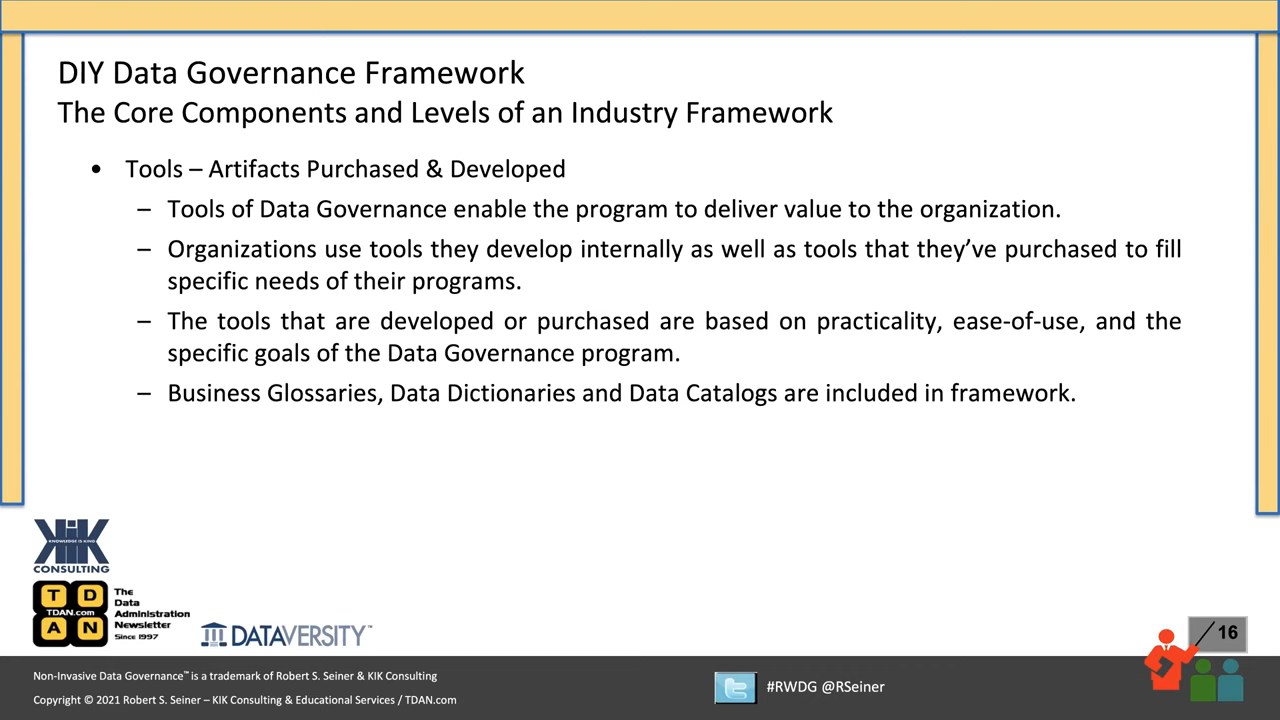 DIY Data Governance Framework
The Core Components and Levels of an Industry Framework
• Tools – Artifacts Purchased & Developed
– Tools of Data Governance enable the program to deliver value to the organization.
– Organizations use tools they develop internally as well as tools that they’ve purchased to fill
specific needs of their programs.
– The tools that are developed or purchased are based on practicality, ease-of-use, and the
specific goals of the Data Governance program.
– Business Glossaries, Data Dictionaries and Data Catalogs are included in framework.
KIK
KNOWLEDGE IS KING
CONSULTING
T D
TDAN.com
A N
The
Data
Administration
Newsletter
Since 1997
DATAVERSITY™
16
Non-Invasive Data Governance™ is a trademark of Robert S. Seiner & KIK Consulting
Copyright © 2021 Robert S. Seiner – KIK Consulting & Educational Services / TDAN.com
#RWDG @RSeiner